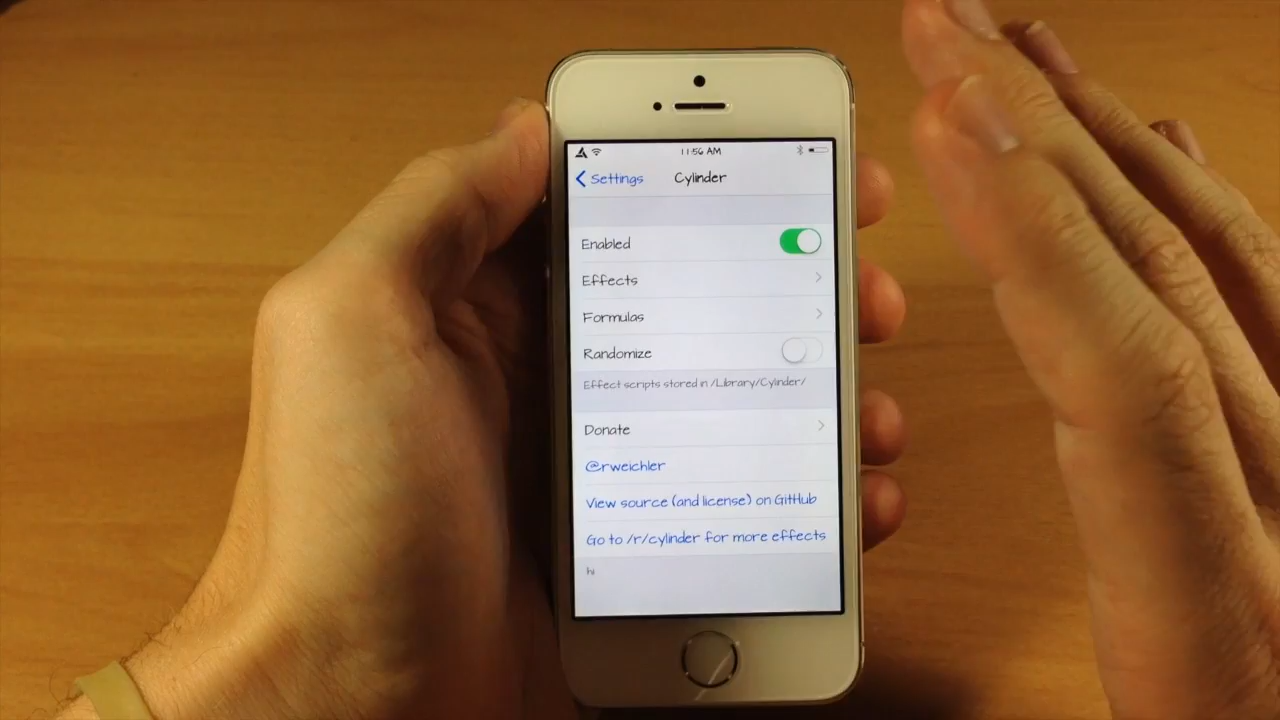 11:56 AM
Settings
Cylinder
Enabled
Effects
Formulas
Randomize
Effect scripts stored in /Library/Cylinder/
Donate
@rweichler
View source (and license) on GitHub
Go to /r/cylinder for more effects
hi